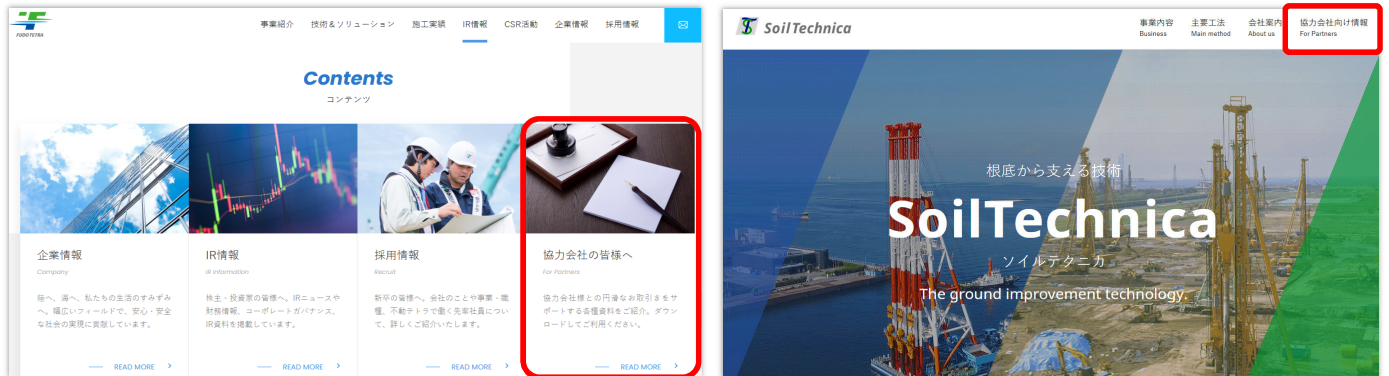 FUDO TETRA
事業紹介 技術&ソリューション 施工実績 IR情報 CSR活動 企業情報 採用情報
Contents
コンテンツ
企業情報
Company
陸へ、海へ、私たちの生活のすみずみ
へ。幅広いフィールドで、安心・安全
な社会の実現に貢献しています。
READ MORE
IR情報
IR Information
株主・投資家の皆様へ。IRニュースや
財務情報、コーポレートガバナンス、
IR資料を掲載しています。
READ MORE
採用情報
Recruit
新卒の皆様へ。会社のことや事業・職
種、不動テトラで働く先輩社員につい
て、詳しくご紹介いたします。
READ MORE
協力会社の皆様へ
For Partners
協力会社様との円滑なお取引きをサ
ポートする各種資料をご紹介。ダウン
ロードしてご利用ください。
READ MORE
SoilTechnica
事業内容 主要工法 会社案内 協力会社向け情報
Business Main method About us For Partners
根底から支える技術
SoilTechnica
ソイルテクニカ
The ground improvement technology.